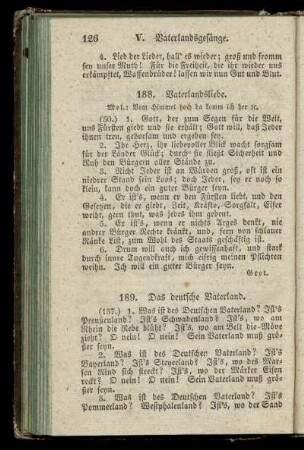 126 V. Vaterlandsgesänge.
4. Lied der Lieder, hall' es wieder; groß und fromm
sey unser Muth! Für die Freiheit, die ihr wieder uns
erkämpftet, Waffenbrüder! lassen wir nun Gut und Blut.
188. Vaterlandsliebe.
Mel.: Vom Himmel hoch da komm ich her ꝛc.
1. Gott, der zum Segen für die Welt,
uns Fürsten giebt und sie erhält; Gott will, daß Jeder
ihnen treu, gehorsam und ergeben sey.
2. Ihr Herz, ihr liebevoller Blick wacht sorgsam
für der Länder Glück; durch sie fließt Sicherheit und
Ruh den Bürgern aller Stände zu.
3. Nicht Jeder ist an Würden groß, oft ist ein
niedrer Stand sein Loos; doch Jeder, sey er noch so
klein, kann doch ein guter Bürger seyn.
4. Er ist's, wenn er den Fürsten liebt, und den
Gesetzen, die er giebt, Zeit, Kräfte, Sorgfalt, Eifer
weiht, gern thut, was jedes ihm gebeut.
5. Er ist's, wenn er nichts Arges denkt, nie
andrer Bürger Rechte kränkt, und, fern von schlauer
Ränke List, zum Wohl des Staats geschäftig ist.
6. Drum will auch ich gewissenhaft, und stark
durch innre Tugendkraft, mich eifrig meinen Pflichten
weihn. Ich will ein guter Bürger seyn.
189. Das deutsche Vaterland.
(157.) 1. Was ist des Deutschen Vaterland? Ist's
Preußenland? Ist's Schwabenland? Ist's, wo am
Rhein die Rebe blüht? Ist's, wo am Belt die Möve
zieht? O nein! O nein! Sein Vaterland muß größ=
er seyn.
2. Was ist des Deutschen Vaterland? Ist's
Bayerland? Ist's Steyerland? Ist's, wo des Mar=
sen Rind sich streckt? Ist's, wo der Märker Eisen
reckt? O nein! O nein! Sein Vaterland muß
größer seyn.
3. Was ist des Deutschen Vaterland? Ist's
Pommerland? Westphalenland? Ist's, wo der Sand